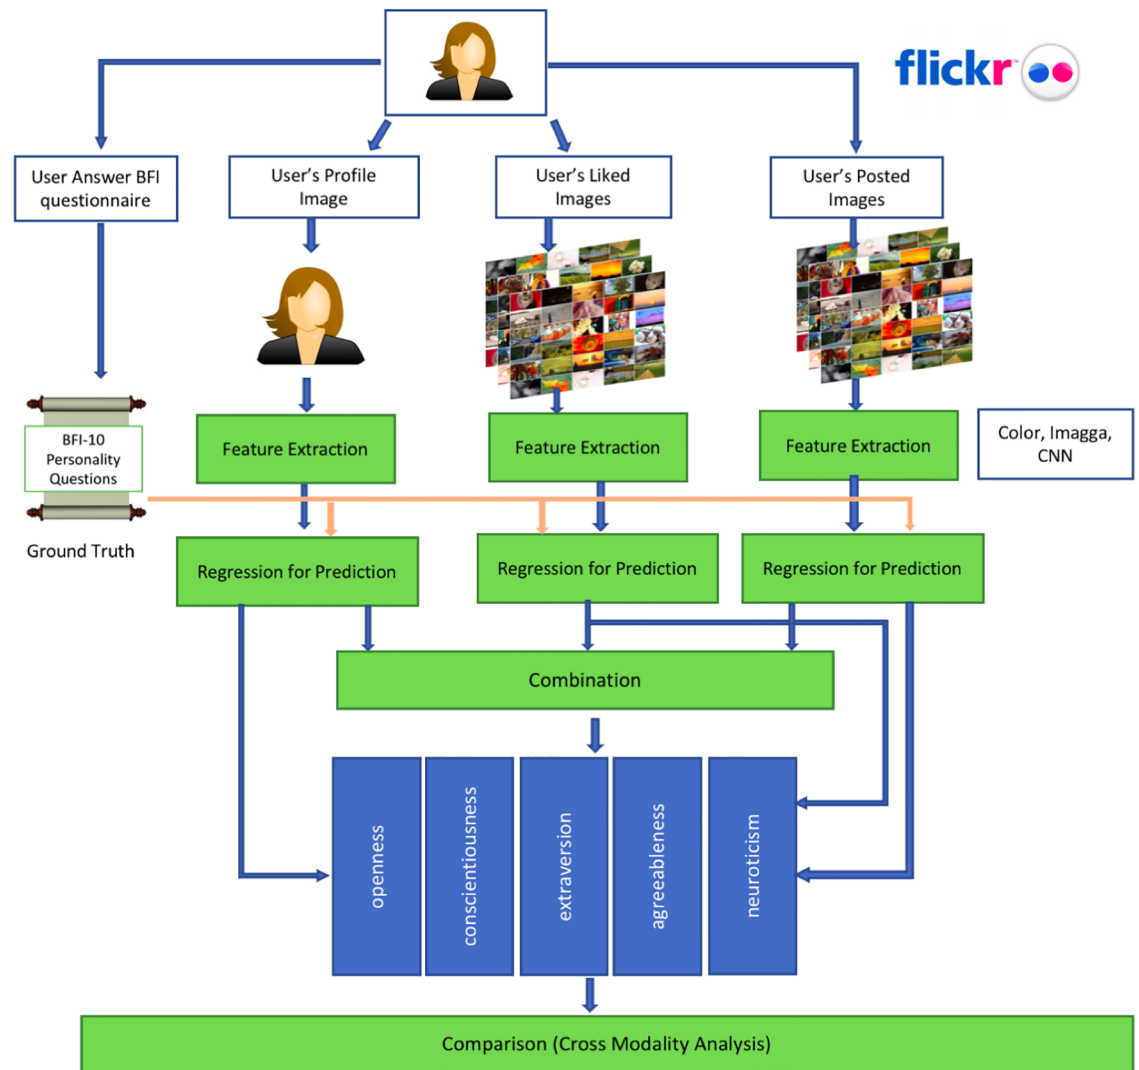 flickr™
User Answer BFI
questionnaire
User's Profile
Image
User's Liked
Images
User's Posted
Images
BFI-10
Personality
Questions
Ground Truth
Feature Extraction
Feature Extraction
Feature Extraction
Color, Imagga,
CNN
Regression for Prediction
Regression for Prediction
Regression for Prediction
Combination
openness
conscientiousness
extraversion
agreeableness
neuroticism
Comparison (Cross Modality Analysis)